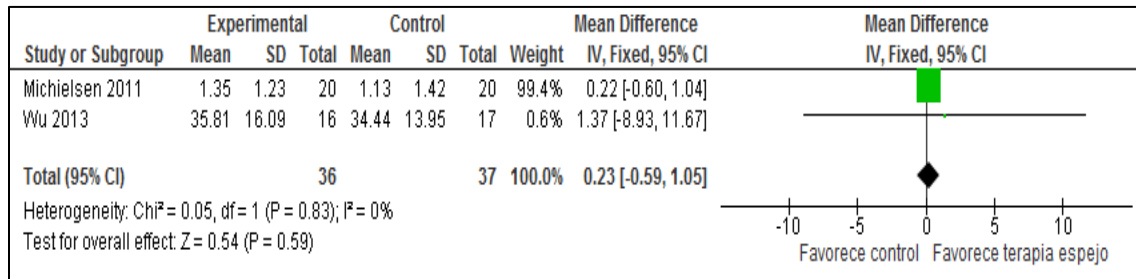 Experimental Control Mean Difference Mean Difference
Study or Subgroup Mean SD Total Mean SD Total Weight IV, Fixed, 95% CI IV, Fixed, 95% CI
Michielsen 2011 1.35 1.23 20 1.13 1.42 20 99.4% 0.22 [-0.60, 1.04]
Wu 2013 35.81 16.09 16 34.44 13.95 17 0.6% 1.37 [-8.93, 11.67]
Total (95% CI) 36 37 100.0% 0.23 [-0.59, 1.05]
Heterogeneity: Chi² = 0.05, df = 1 (P = 0.83); I² = 0%
Test for overall effect: Z = 0.54 (P = 0.59)
-10 -5 0 5 10
Favorece control Favorece terapia espejo